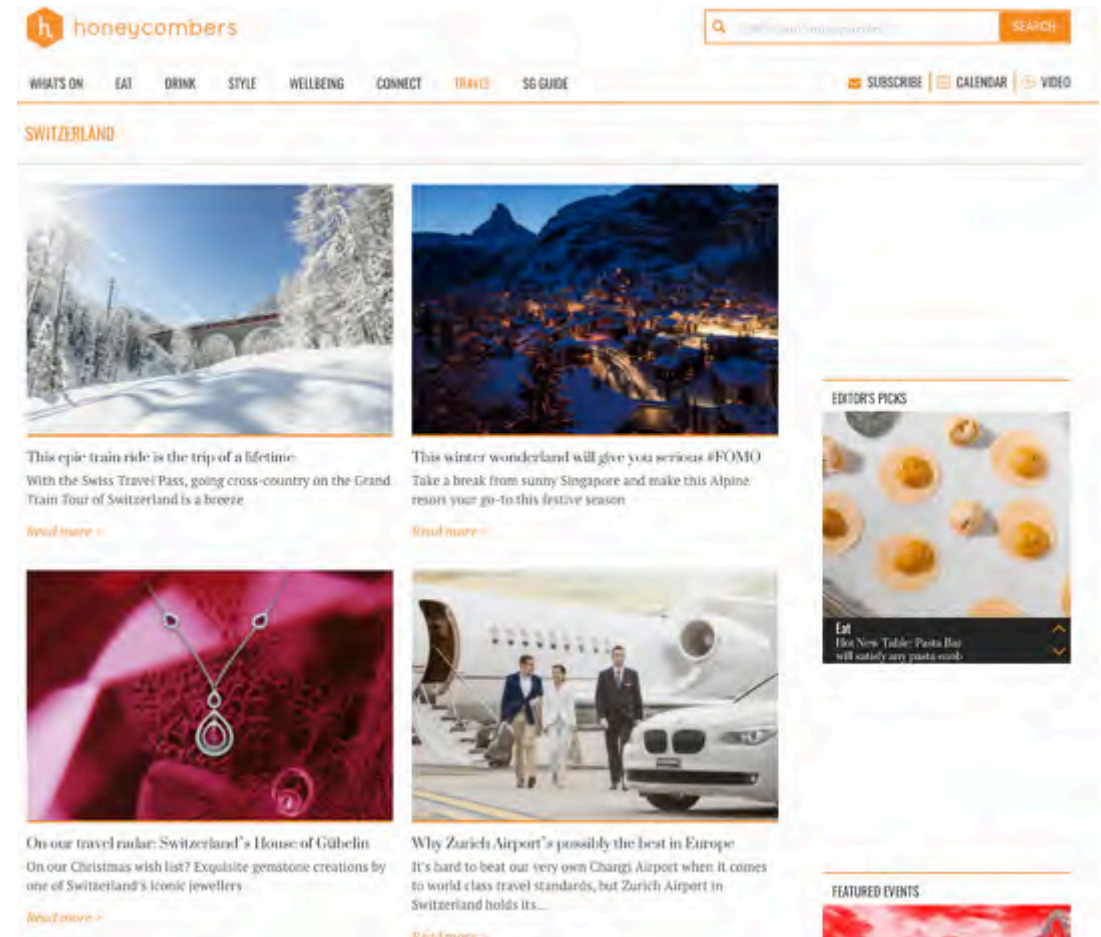 honeycombers
SEARCH
WHAT'S ON EAT DRINK STYLE WELLBEING CONNECT TRAVEL SG GUIDE
SUBSCRIBE CALENDAR VIDEO
SWITZERLAND
This epic train ride is the trip of a lifetime
With the Swiss Travel Pass, going cross-country on the Grand
Train Tour of Switzerland is a breeze
Read more >
This winter wonderland will give you serious #FOMO
Take a break from sunny Singapore and make this Alpine
resort your go-to this festive season
Read more >
EDITOR'S PICKS
Eat
Hot New Table: Pasta Bar
will satisfy any pasta snob
On our travel radar: Switzerland's House of Gübelin
On our Christmas wish list? Exquisite gemstone creations by
one of Switzerland's iconic jewellers
Read more >
Why Zurich Airport's possibly the best in Europe
It's hard to beat our very own Changi Airport when it comes
to world class travel standards, but Zurich Airport in
Switzerland holds its...
Read more >
FEATURED EVENTS